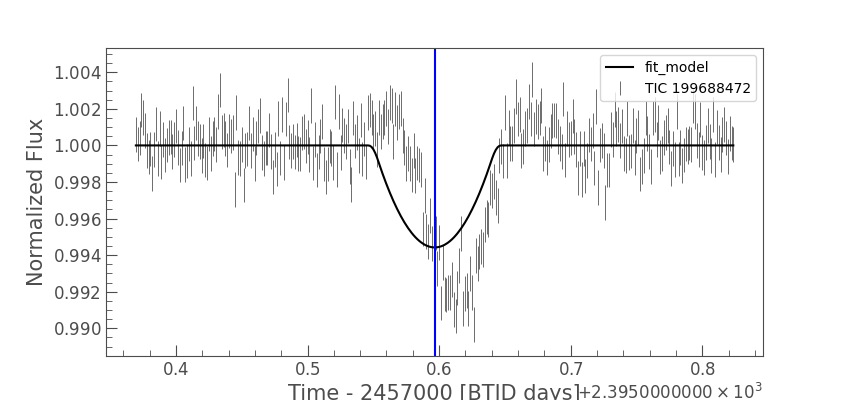 fit_model
TIC 199688472
Normalized Flux
1.004
1.002
1.000
0.998
0.996
0.994
0.992
0.990
0.4
0.5
0.6
0.7
0.8
Time - 2457000 [BTJD days]
+2.3950000000 × 10³